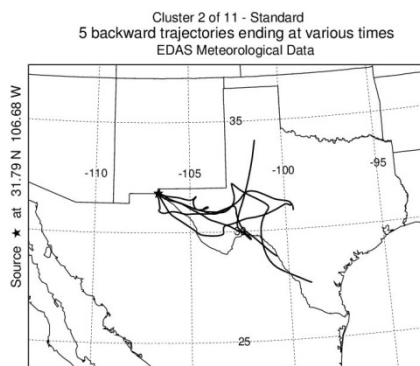 Cluster 2 of 11 - Standard
5 backward trajectories ending at various times
EDAS Meteorological Data
Source ★ at 31.79 N 106.68 W
35
-110
-105
-100
-95
25